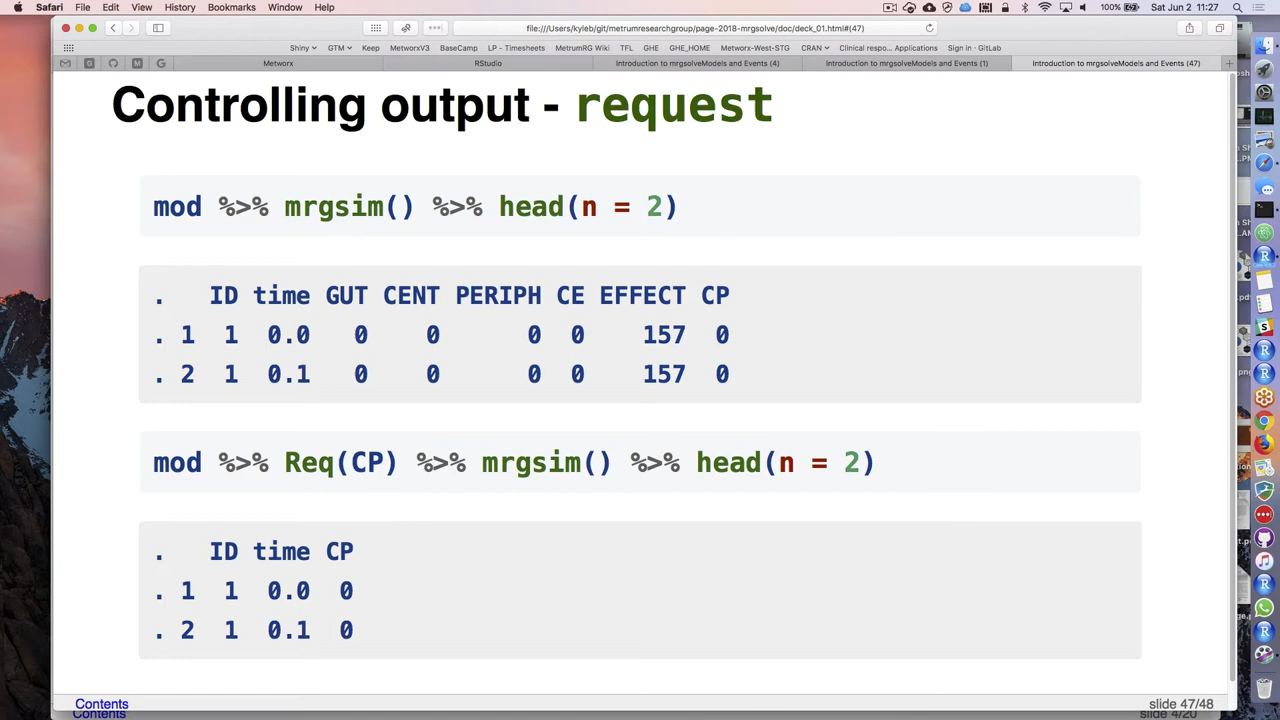 Safari File Edit View History Bookmarks Window Help 100% Sat Jun 2 11:27
file:///Users/kyleb/git/metrumresearchgroup/page-2018-mrgsolve/doc/deck_01.html#(47)
Shiny GTM Keep MetworxV3 BaseCamp LP - Timesheets MetrumRG Wiki TFL GHE GHE_HOME Metworx-West-STG CRAN Clinical respo... Applications Sign in · GitLab
Metworx RStudio Introduction to mrgsolveModels and Events (4) Introduction to mrgsolveModels and Events (1) Introduction to mrgsolveModels and Events (47)
Controlling output - request
mod %>% mrgsim() %>% head(n = 2)
. ID time GUT CENT PERIPH CE EFFECT CP
. 1 1 0.0 0 0 0 0 157 0
. 2 1 0.1 0 0 0 0 157 0
mod %>% Req(CP) %>% mrgsim() %>% head(n = 2)
. ID time CP
. 1 1 0.0 0
. 2 1 0.1 0
Contents slide 47/48
Contents slide 4/20